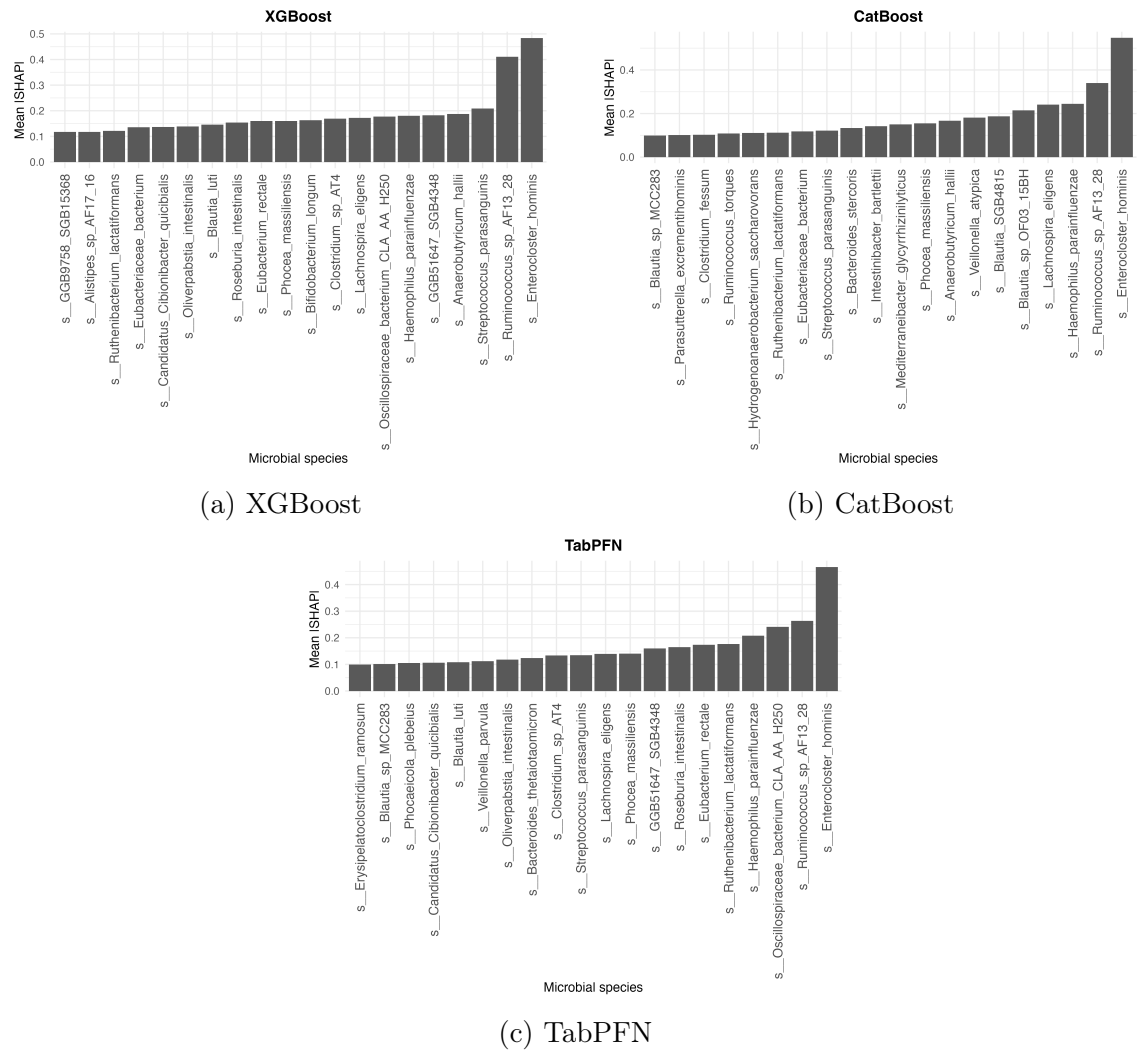 XGBoost
Mean |SHAP|
0.5
0.4
0.3
0.2
0.1
0.0
s__GGB9758_SGB15368
s__Alistipes_sp_AF17_16
s__Ruthenibacterium_lactatiformans
s__Eubacteriaceae_bacterium
s__Candidatus_Cibionibacter_quicibialis
s__Oliverpabstia_intestinalis
s__Blautia_luti
s__Roseburia_intestinalis
s__Eubacterium_rectale
s__Phocea_massiliensis
s__Bifidobacterium_longum
s__Clostridium_sp_AT4
s__Lachnospira_eligens
s__Oscillospiraceae_bacterium_CLA_AA_H250
s__Haemophilus_parainfluenzae
s__GGB51647_SGB4348
s__Anaerobutyricum_hallii
s__Streptococcus_parasanguinis
s__Ruminococcus_sp_AF13_28
s__Enterocloster_hominis
Microbial species
(a) XGBoost
CatBoost
Mean |SHAP|
0.4
0.2
0.0
s__Blautia_sp_MCC283
s__Parasutterella_excrementihominis
s__Clostridium_fessum
s__Ruminococcus_torques
s__Hydrogenoanaerobacterium_saccharovorans
s__Ruthenibacterium_lactatiformans
s__Eubacteriaceae_bacterium
s__Streptococcus_parasanguinis
s__Bacteroides_stercoris
s__Intestinibacter_bartlettii
s__Mediterraneibacter_glycyrrhizinilyticus
s__Phocea_massiliensis
s__Anaerobutyricum_hallii
s__Veillonella_atypica
s__Blautia_SGB4815
s__Blautia_sp_OF03_15BH
s__Lachnospira_eligens
s__Haemophilus_parainfluenzae
s__Ruminococcus_sp_AF13_28
s__Enterocloster_hominis
Microbial species
(b) CatBoost
TabPFN
Mean |SHAP|
0.4
0.3
0.2
0.1
0.0
s__Erysipelatoclostridium_ramosum
s__Blautia_sp_MCC283
s__Phocaeicola_plebeius
s__Candidatus_Cibionibacter_quicibialis
s__Blautia_luti
s__Veillonella_parvula
s__Oliverpabstia_intestinalis
s__Bacteroides_thetaiotaomicron
s__Clostridium_sp_AT4
s__Streptococcus_parasanguinis
s__Lachnospira_eligens
s__Phocea_massiliensis
s__GGB51647_SGB4348
s__Roseburia_intestinalis
s__Eubacterium_rectale
s__Ruthenibacterium_lactatiformans
s__Haemophilus_parainfluenzae
s__Oscillospiraceae_bacterium_CLA_AA_H250
s__Ruminococcus_sp_AF13_28
s__Enterocloster_hominis
Microbial species
(c) TabPFN